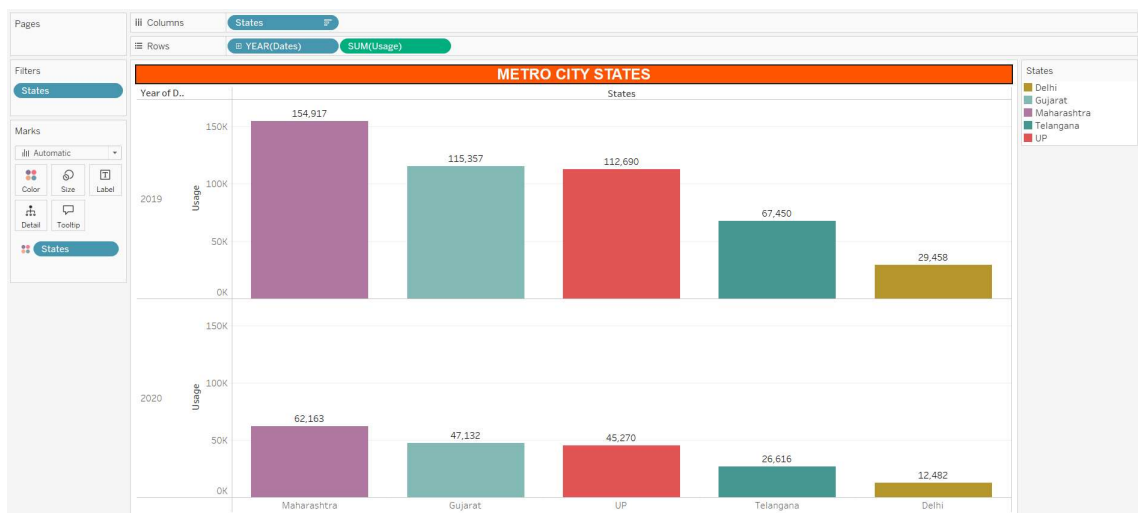 Pages
Columns
States
Rows
YEAR(Dates)
SUM(Usage)
Filters
States
Marks
Automatic
Color
Size
Label
Detail
Tooltip
States
METRO CITY STATES
Year of D..
States
2019
Usage
150K
100K
50K
0K
154,917
115,357
112,690
67,450
29,458
2020
Usage
150K
100K
50K
0K
62,163
47,132
45,270
26,616
12,482
Maharashtra
Gujarat
UP
Telangana
Delhi
States
Delhi
Gujarat
Maharashtra
Telangana
UP